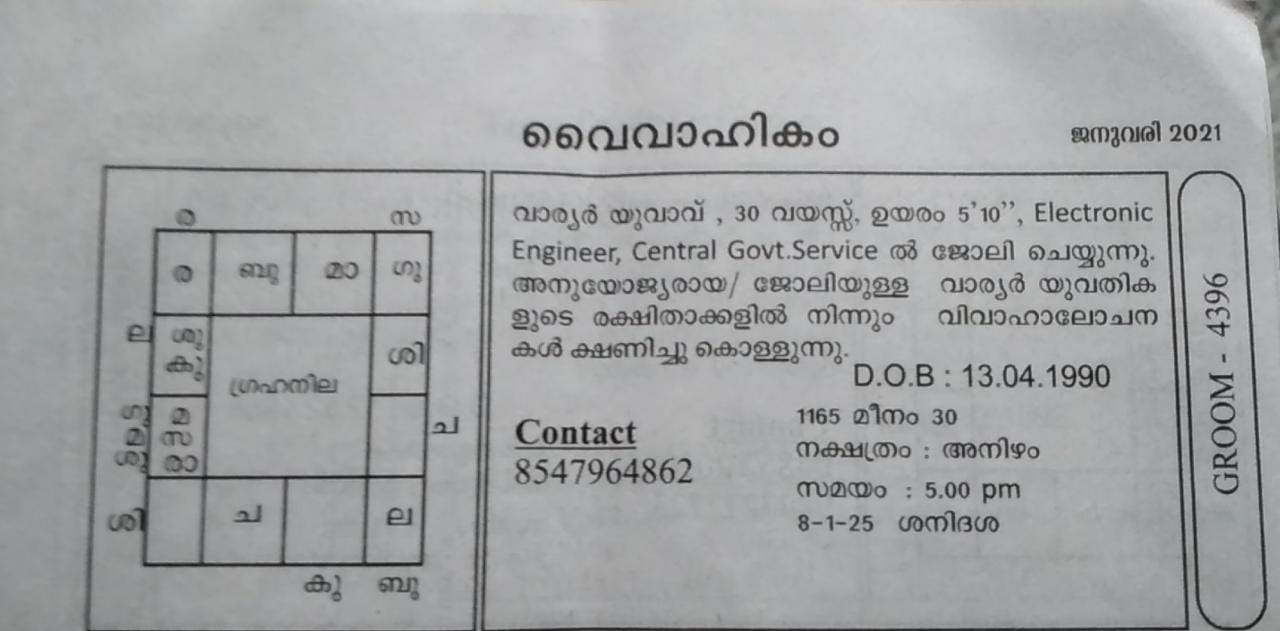 വൈവാഹികം
ജനുവരി 2021
ര സ
ര ബു മാ ഗു
ല
ശു
കു
ഗ്രഹനില
ശി
മ
സ
രാ
ച
ശി
ച ല
കു ബു
വാര്യർ യുവാവ് , 30 വയസ്സ്, ഉയരം 5'10”, Electronic
Engineer, Central Govt.Service ൽ ജോലി ചെയ്യുന്നു.
അനുയോജ്യരായ/ ജോലിയുള്ള വാര്യർ യുവതിക
ളുടെ രക്ഷിതാക്കളിൽ നിന്നും വിവാഹാലോചന
കൾ ക്ഷണിച്ചു കൊള്ളുന്നു.
D.O.B : 13.04.1990
Contact
8547964862
1165 മീനം 30
നക്ഷത്രം : അനിഴം
സമയം : 5.00 pm
8-1-25 ശനിദശ
GROOM - 4396